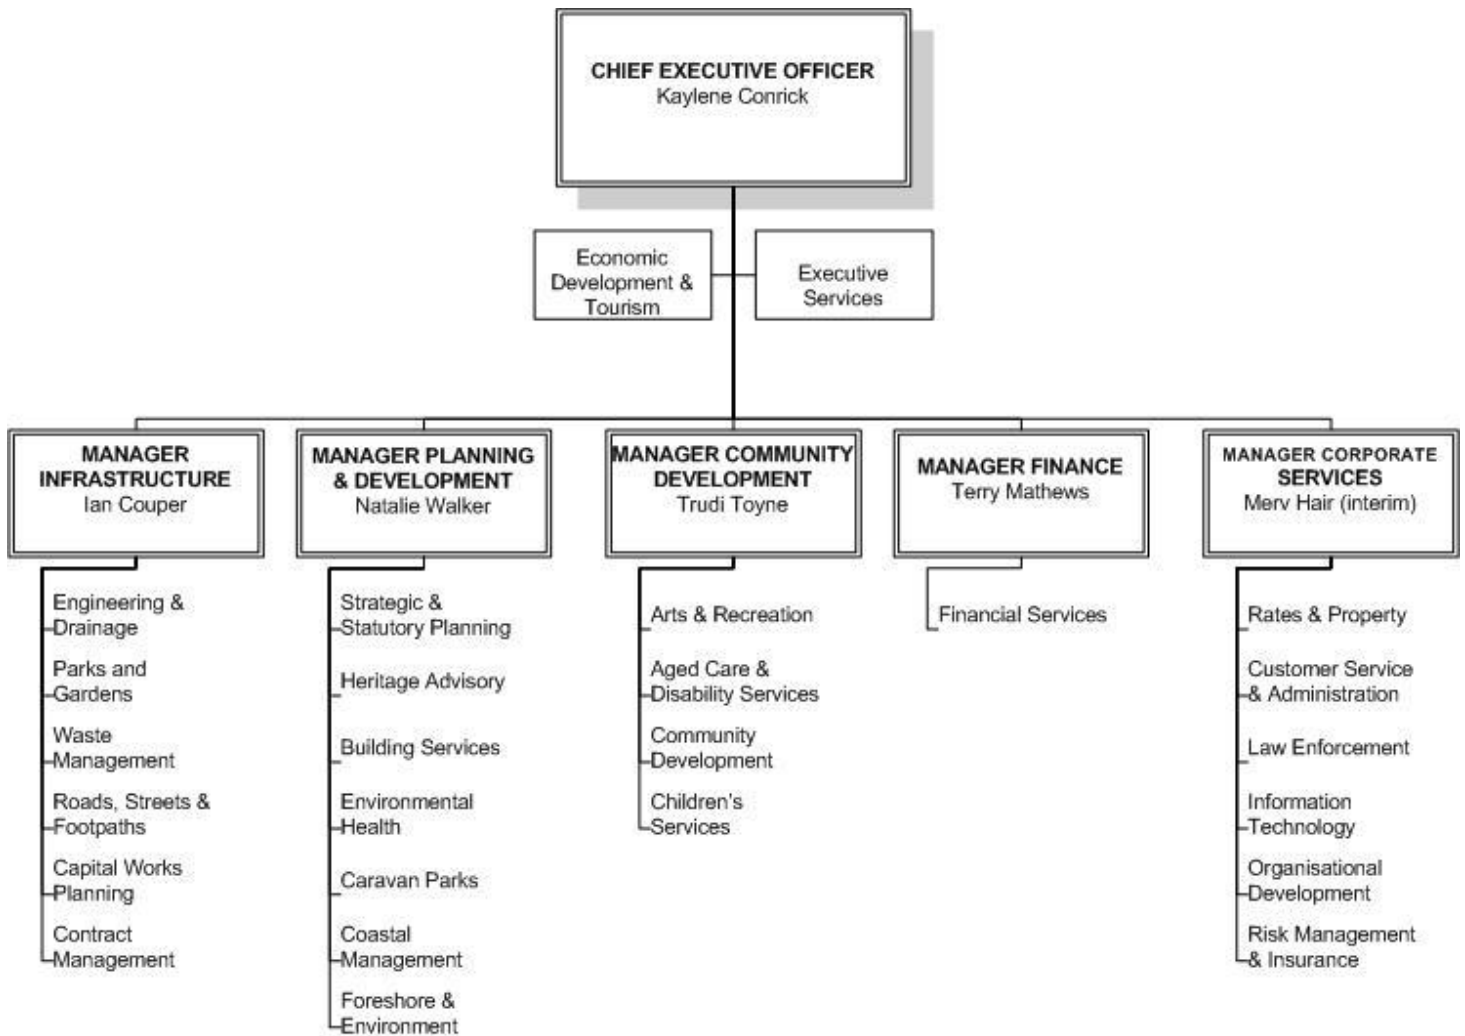 CHIEF EXECUTIVE OFFICER
Kaylene Conrick
Economic
Development &
Tourism
Executive
Services
MANAGER
INFRASTRUCTURE
Ian Couper
MANAGER PLANNING
& DEVELOPMENT
Natalie Walker
MANAGER COMMUNITY
DEVELOPMENT
Trudi Toyne
MANAGER FINANCE
Terry Mathews
MANAGER CORPORATE
SERVICES
Merv Hair (interim)
Engineering &
Drainage
Parks and
Gardens
Waste
Management
Roads, Streets &
Footpaths
Capital Works
Planning
Contract
Management
Strategic &
Statutory Planning
Heritage Advisory
Building Services
Environmental
Health
Caravan Parks
Coastal
Management
Foreshore &
Environment
Arts & Recreation
Aged Care &
Disability Services
Community
Development
Children's
Services
Financial Services
Rates & Property
Customer Service
& Administration
Law Enforcement
Information
Technology
Organisational
Development
Risk Management
& Insurance